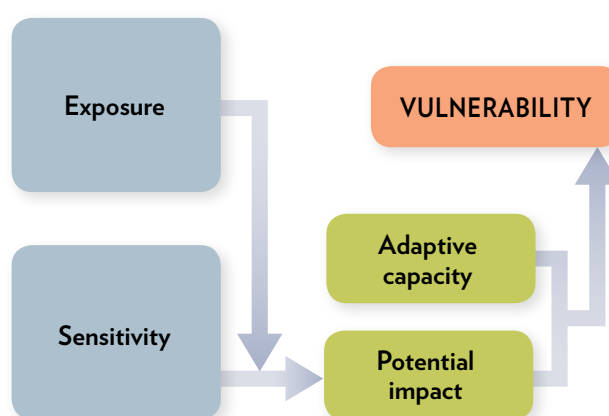 Exposure
VULNERABILITY
Adaptive
capacity
Sensitivity
Potential
impact